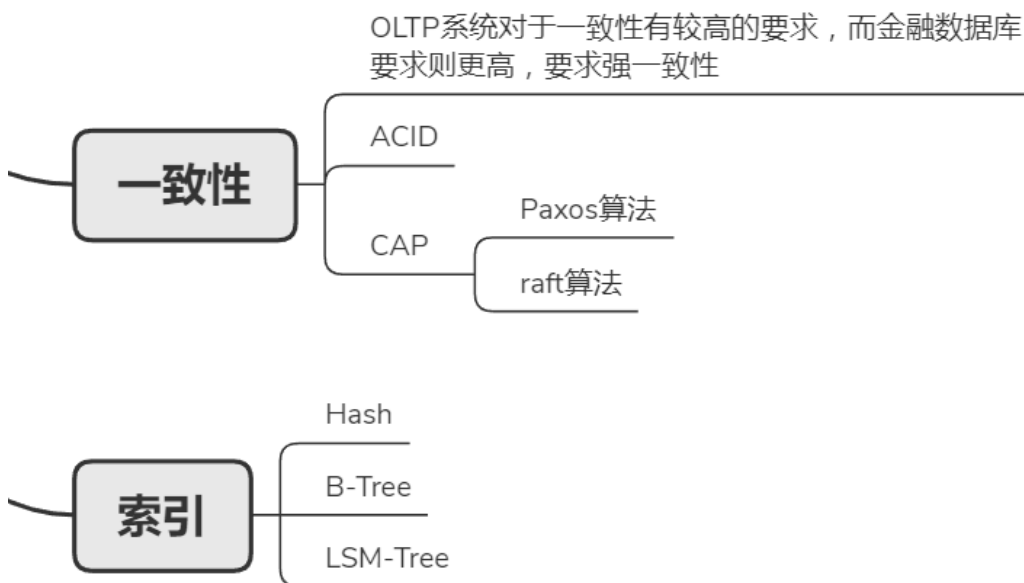 OLTP系统对于一致性有较高的要求，而金融数据库
要求则更高，要求强一致性
一致性
ACID
CAP
Paxos算法
raft算法
索引
Hash
B-Tree
LSM-Tree